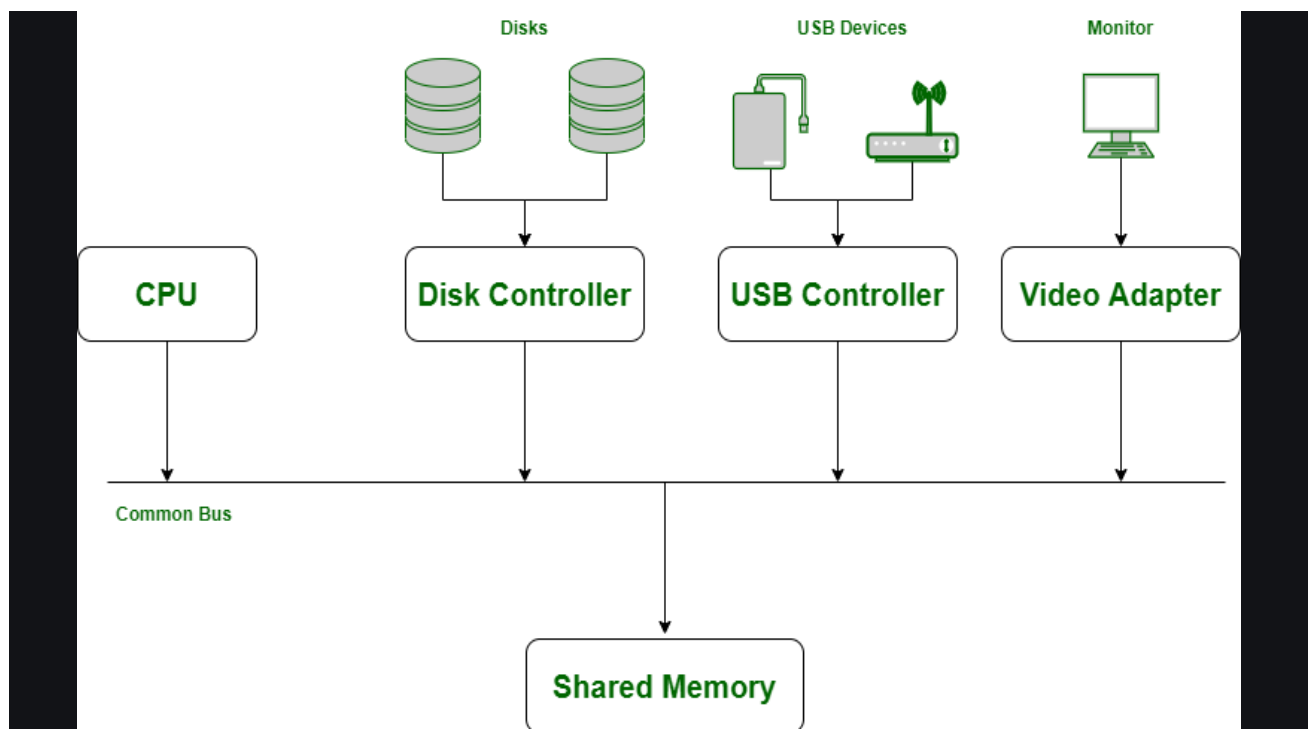 Disks
USB Devices
Monitor
CPU
Disk Controller
USB Controller
Video Adapter
Common Bus
Shared Memory